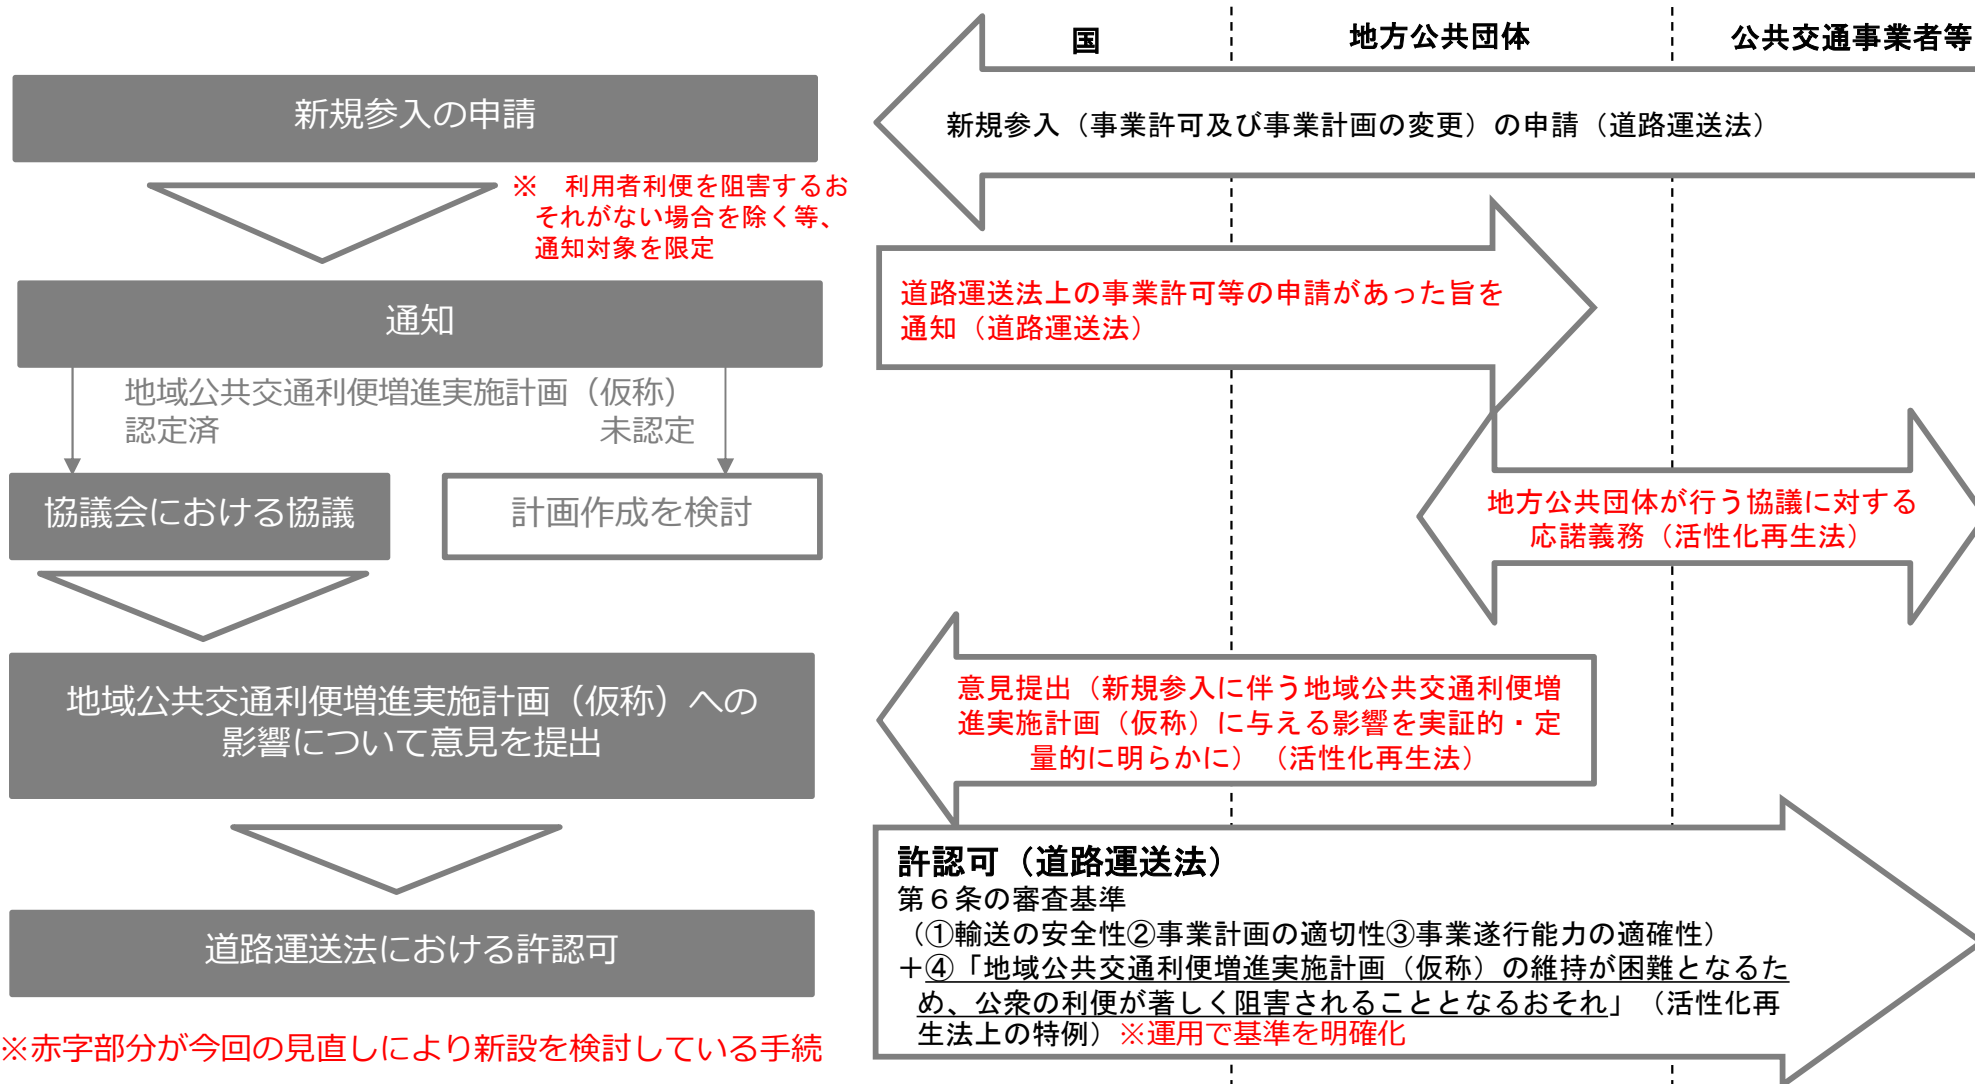 国
地方公共団体
公共交通事業者等
新規参入の申請
新規参入（事業許可及び事業計画の変更）の申請（道路運送法）
※　利用者利便を阻害するお
それがない場合を除く等、
通知対象を限定
通知
道路運送法上の事業許可等の申請があった旨を
通知（道路運送法）
地域公共交通利便増進実施計画（仮称）
認定済
未認定
協議会における協議
計画作成を検討
地方公共団体が行う協議に対する
応諾義務（活性化再生法）
地域公共交通利便増進実施計画（仮称）への
影響について意見を提出
意見提出（新規参入に伴う地域公共交通利便増
進実施計画（仮称）に与える影響を実証的・定
量的に明らかに）（活性化再生法）
道路運送法における許認可
許認可（道路運送法）
第６条の審査基準
（①輸送の安全性②事業計画の適切性③事業遂行能力の適確性）
＋④「地域公共交通利便増進実施計画（仮称）の維持が困難となるた
め、公衆の利便が著しく阻害されることとなるおそれ」（活性化再
生法上の特例）※運用で基準を明確化
※赤字部分が今回の見直しにより新設を検討している手続